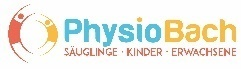 PhysioBach
SÄUGLINGE · KINDER · ERWACHSENE